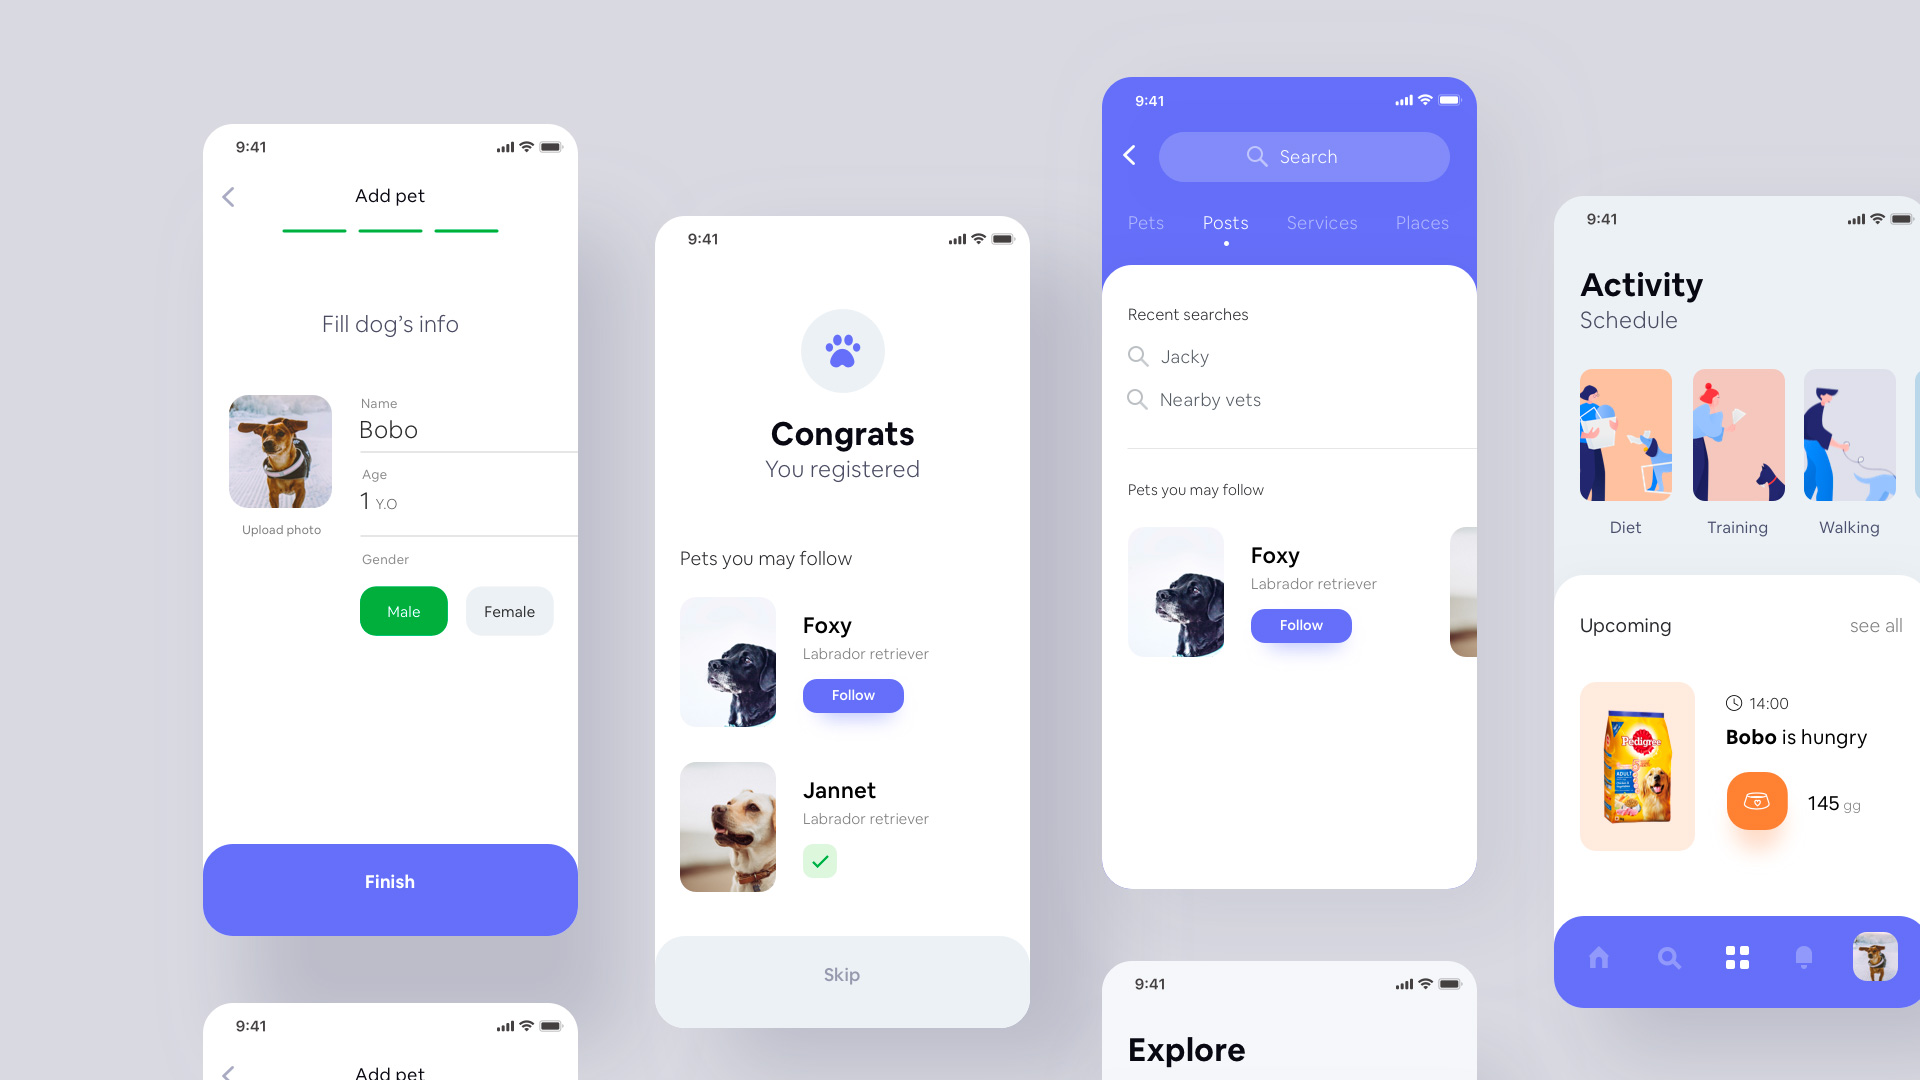 9:41
Add pet
Fill dog’s info
Name
Bobo
Age
1 Y.O
Upload photo
Gender
Male
Female
Finish
9:41
Add pet
9:41
Congrats
You registered
Pets you may follow
Foxy
Labrador retriever
Follow
Jannet
Labrador retriever
Skip
9:41
Search
Pets Posts Services Places
Recent searches
Jacky
Nearby vets
Pets you may follow
Foxy
Labrador retriever
Follow
9:41
Explore
9:41
Activity
Schedule
Diet Training Walking
Upcoming see all
14:00
Bobo is hungry
145 gg
Pedigree
ADULT